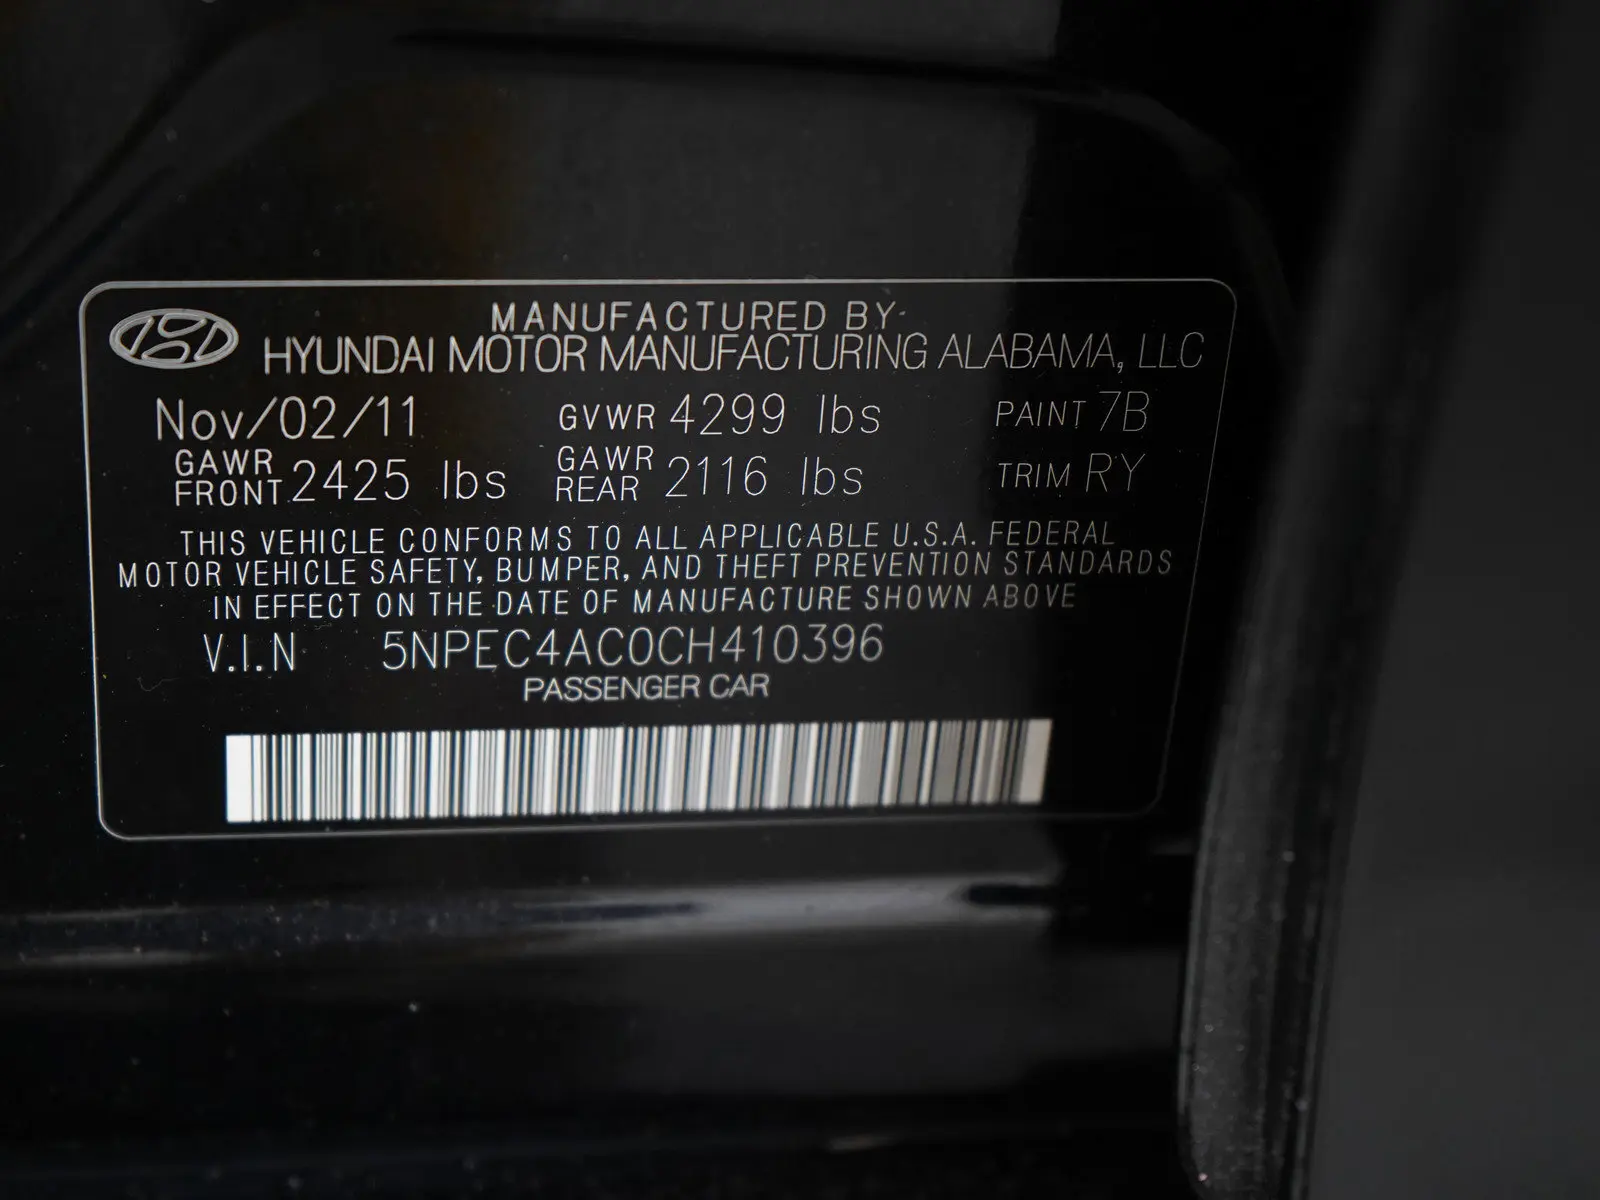 MANUFACTURED BY
HYUNDAI MOTOR MANUFACTURING ALABAMA, LLC
Nov/02/11 GVWR 4299 lbs PAINT 7B
GAWR FRONT 2425 lbs GAWR REAR 2116 lbs TRIM RY
THIS VEHICLE CONFORMS TO ALL APPLICABLE U.S.A. FEDERAL
MOTOR VEHICLE SAFETY, BUMPER, AND THEFT PREVENTION STANDARDS
IN EFFECT ON THE DATE OF MANUFACTURE SHOWN ABOVE
V.I.N 5NPEC4AC0CH410396
PASSENGER CAR